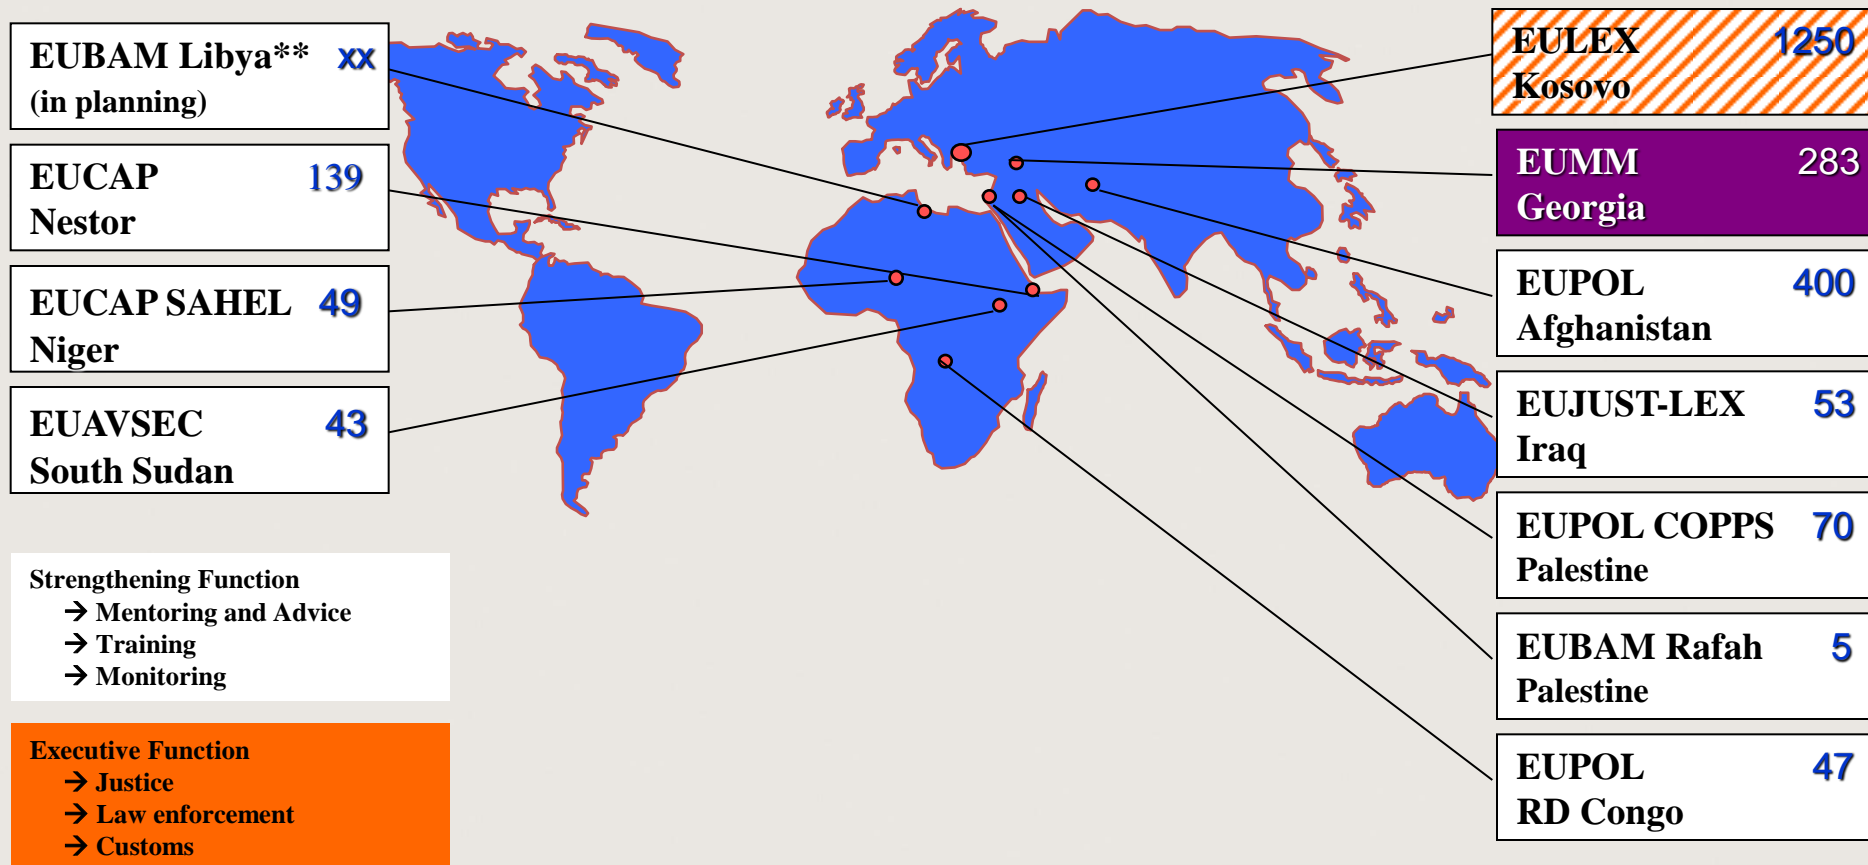 EUBAM Libya** xx
(in planning)
EUCAP 139
Nestor
EUCAP SAHEL 49
Niger
EUAVSEC 43
South Sudan
Strengthening Function
→ Mentoring and Advice
→ Training
→ Monitoring
Executive Function
→ Justice
→ Law enforcement
→ Customs
EULEX 1250
Kosovo
EUMM 283
Georgia
EUPOL 400
Afghanistan
EUJUST-LEX 53
Iraq
EUPOL COPPS 70
Palestine
EUBAM Rafah 5
Palestine
EUPOL 47
RD Congo